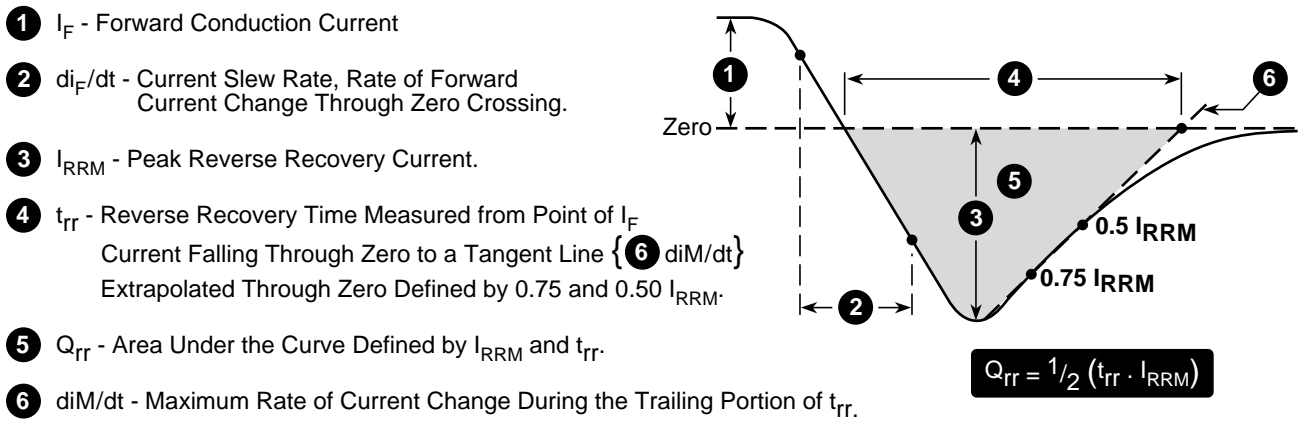 1 I_F - Forward Conduction Current
2 di_F/dt - Current Slew Rate, Rate of Forward
Current Change Through Zero Crossing.
3 I_RRM - Peak Reverse Recovery Current.
4 t_rr - Reverse Recovery Time Measured from Point of I_F
Current Falling Through Zero to a Tangent Line {6 diM/dt}
Extrapolated Through Zero Defined by 0.75 and 0.50 I_RRM.
5 Q_rr - Area Under the Curve Defined by I_RRM and t_rr.
6 diM/dt - Maximum Rate of Current Change During the Trailing Portion of t_rr.
1
4
6
Zero
5
3
0.5 I_RRM
0.75 I_RRM
2
Q_rr = 1/2 (t_rr · I_RRM)